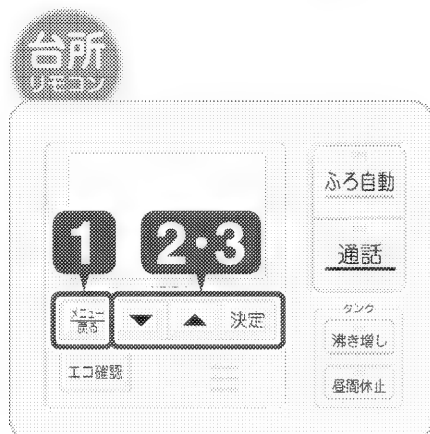 台所
リモコン
ふろ自動
通話
1
2・3
メニュー
戻る
決定
エコ確認
タンク
沸き増し
昼間休止